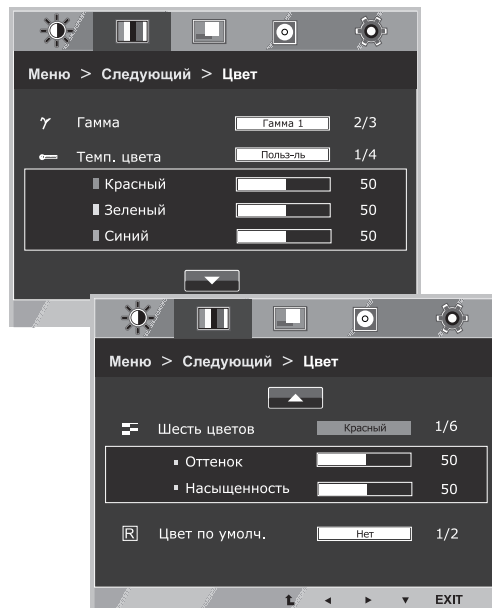 Меню > Следующий > Цвет
γ Гамма Гамма 1 2/3
Темп. цвета Польз-ль 1/4
Красный 50
Зеленый 50
Синий 50
Меню > Следующий > Цвет
Шесть цветов Красный 1/6
Оттенок 50
Насыщенность 50
R Цвет по умолч. Нет 1/2
EXIT